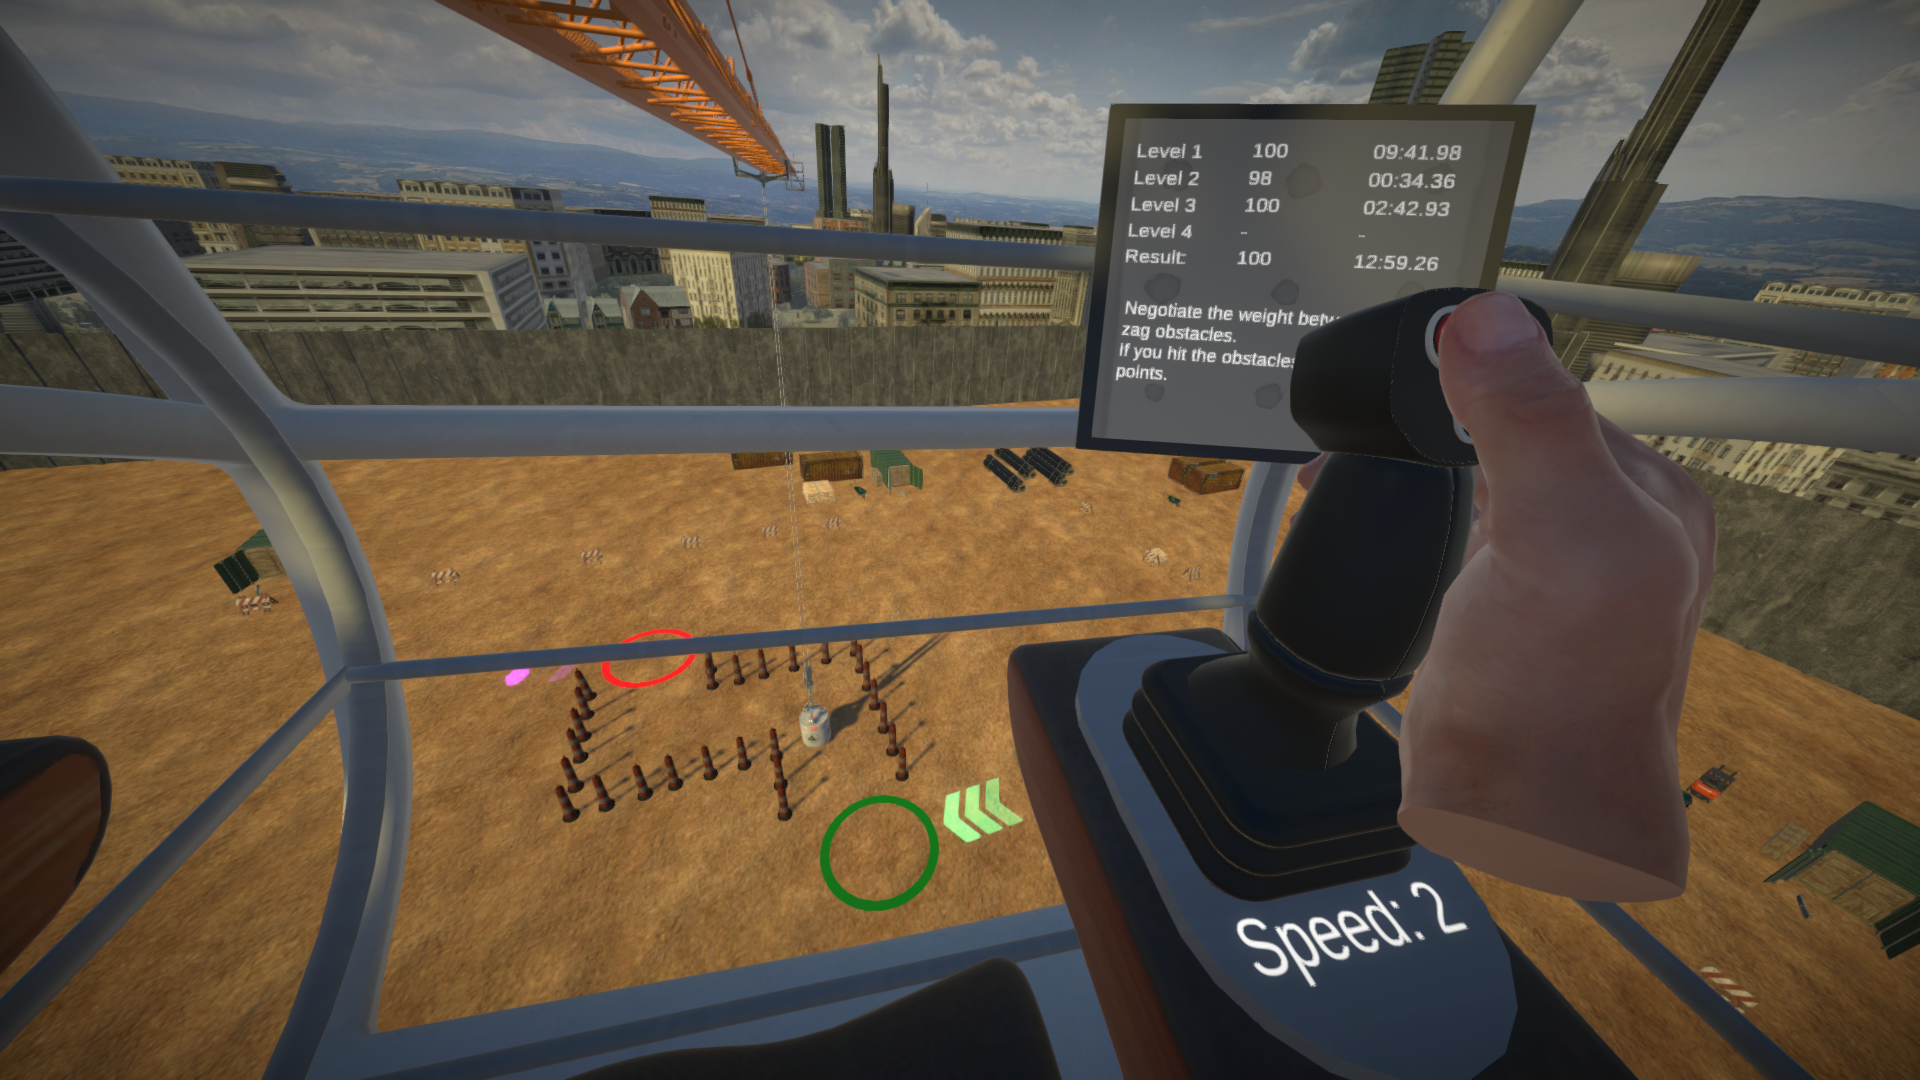 Level 1 100 09:41.98
Level 2 98 00:34.36
Level 3 100 02:42.93
Level 4 - -
Result: 100 12:59.26
Negotiate the weight
zag obstacles.
If you hit the obstacles
points.
Speed: 2